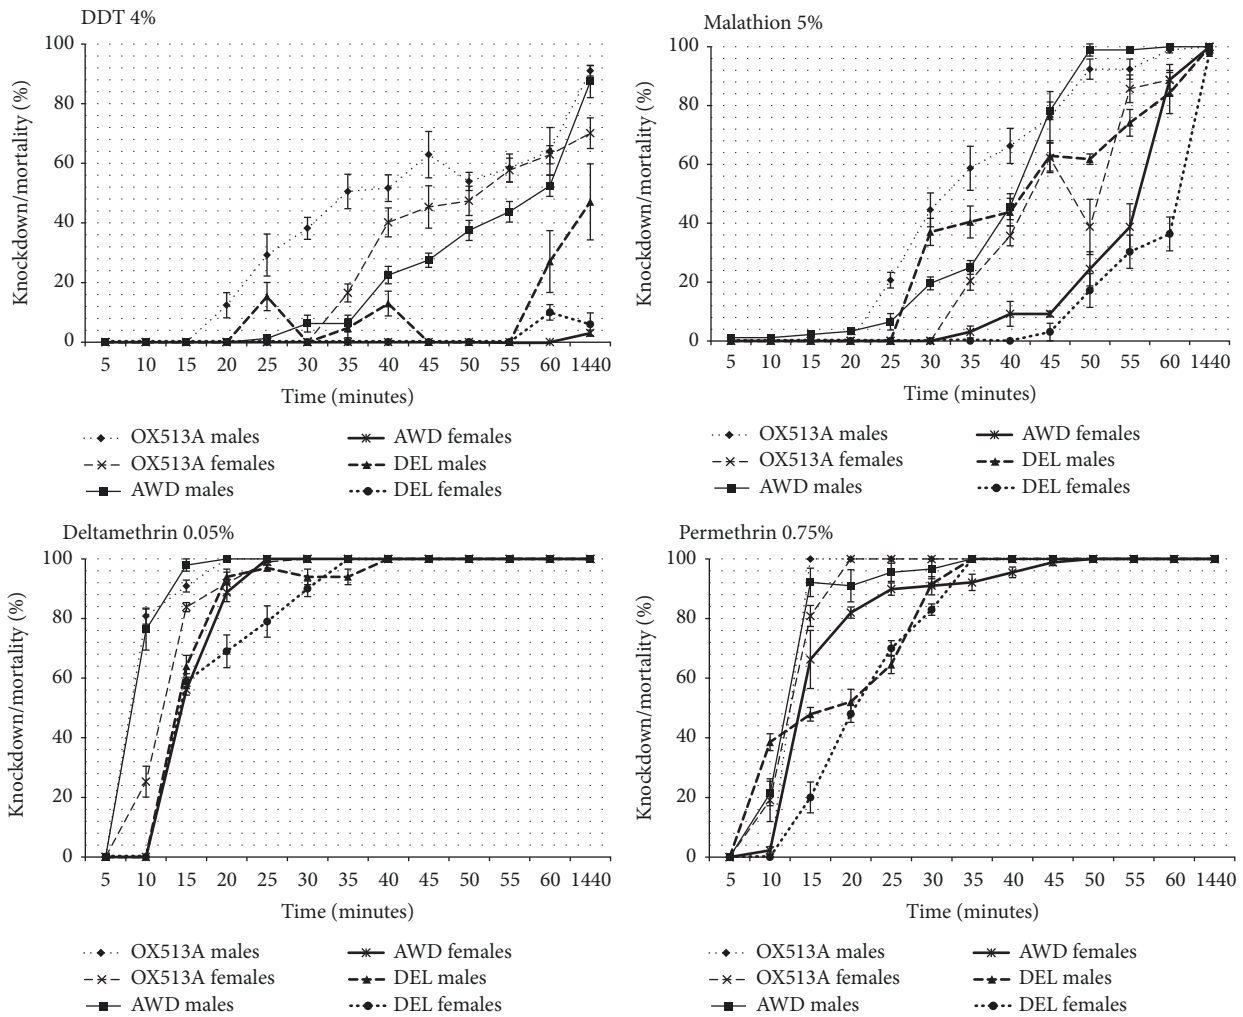 DDT 4%
Knockdown/mortality (%)
100
80
60
40
20
0
5 10 15 20 25 30 35 40 45 50 55 60 1440
Time (minutes)
OX513A males
OX513A females
AWD males
AWD females
DEL males
DEL females
Malathion 5%
Knockdown/mortality (%)
100
80
60
40
20
0
5 10 15 20 25 30 35 40 45 50 55 60 1440
Time (minutes)
OX513A males
OX513A females
AWD males
AWD females
DEL males
DEL females
Deltamethrin 0.05%
Knockdown/mortality (%)
100
80
60
40
20
0
5 10 15 20 25 30 35 40 45 50 55 60 1440
Time (minutes)
OX513A males
OX513A females
AWD males
AWD females
DEL males
DEL females
Permethrin 0.75%
Knockdown/mortality (%)
100
80
60
40
20
0
5 10 15 20 25 30 35 40 45 50 55 60 1440
Time (minutes)
OX513A males
OX513A females
AWD males
AWD females
DEL males
DEL females